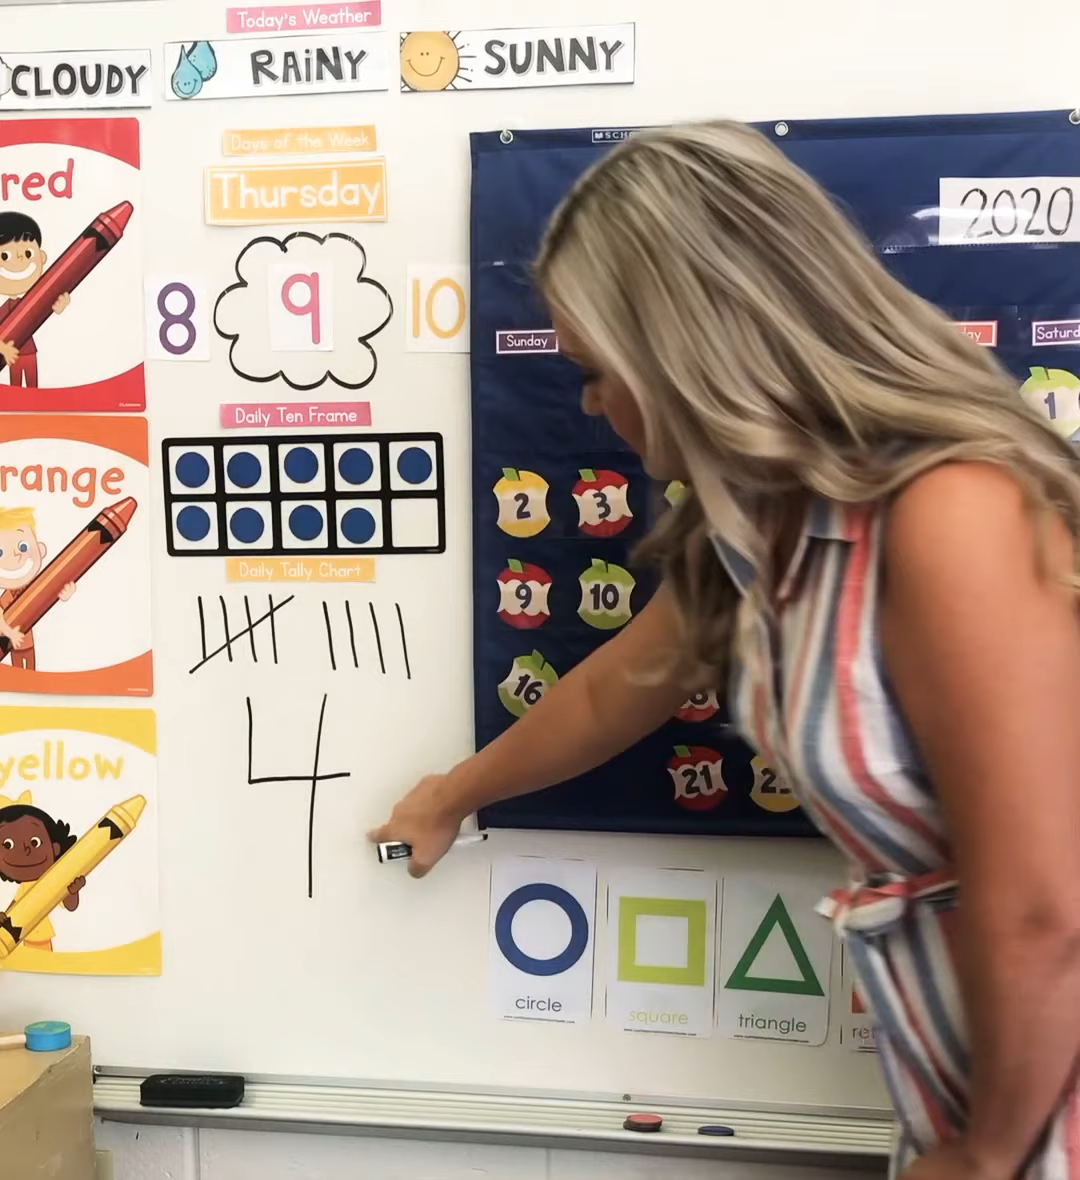 Today's Weather
CLOUDY
RAINY
SUNNY
Days of the Week
Thursday
2020
red
8
9
10
Sunday
1
Daily Ten Frame
range
2
3
Daily Tally Chart
9
10
16
4
yellow
21
circle
square
triangle